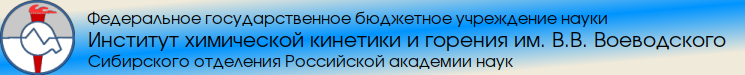 Федеральное государственное бюджетное учреждение науки
Институт химической кинетики и горения им. В.В. Воеводского
Сибирского отделения Российской академии наук